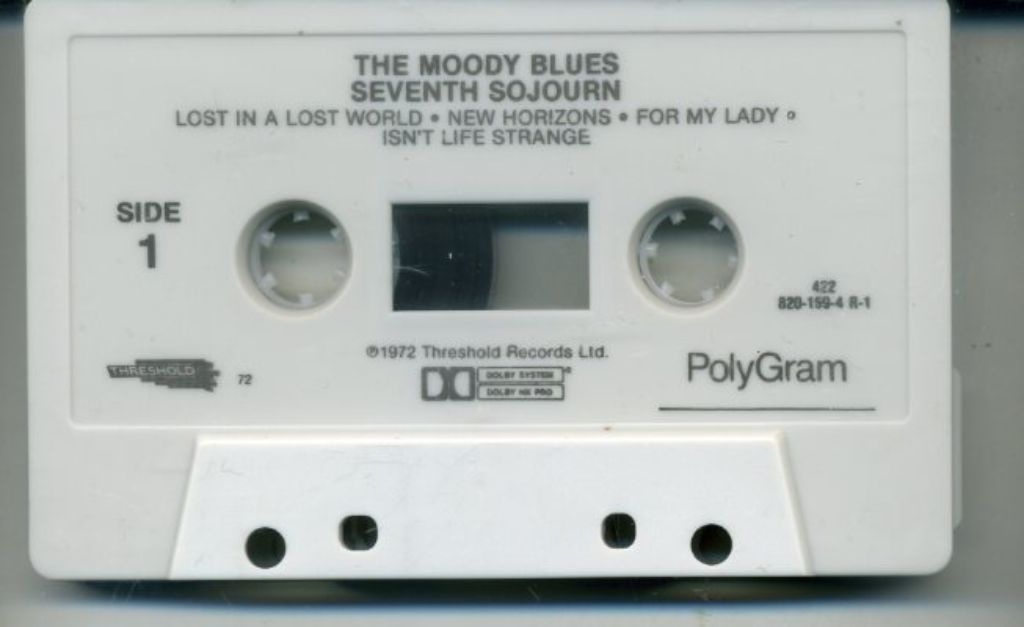 THE MOODY BLUES
SEVENTH SOJOURN
LOST IN A LOST WORLD • NEW HORIZONS • FOR MY LADY •
ISN'T LIFE STRANGE
SIDE
1
422
820-159-4 R-1
℗1972 Threshold Records Ltd.
THRESHOLD
72
DOLBY SYSTEM®
DOLBY HX PRO
PolyGram